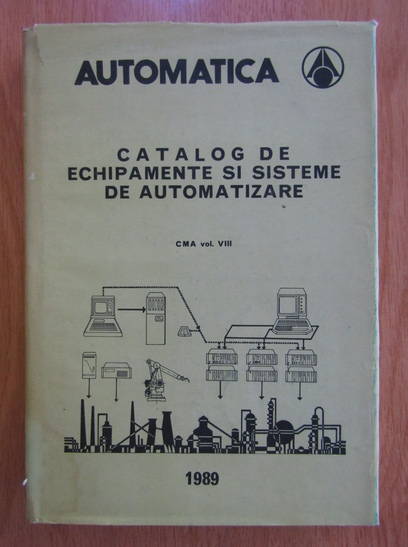 AUTOMATICA
CATALOG DE
ECHIPAMENTE SI SISTEME
DE AUTOMATIZARE
CMA vol. VIII
1989